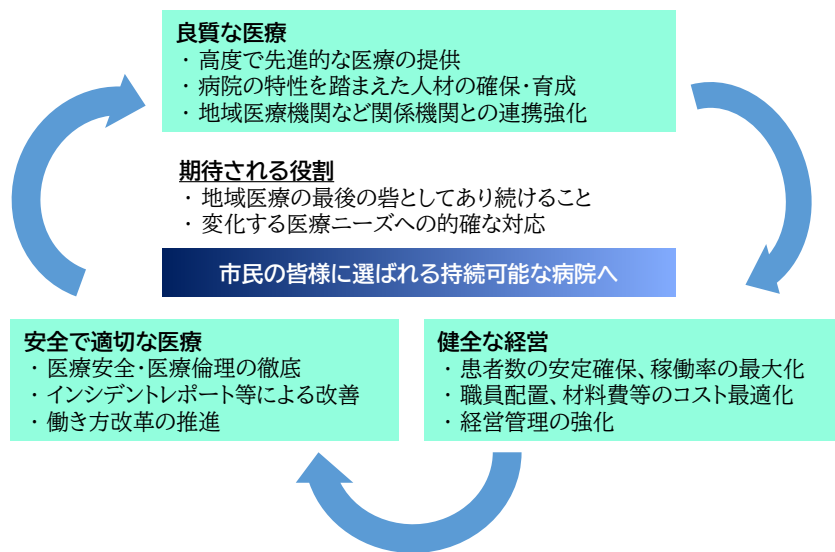 良質な医療
・高度で先進的な医療の提供
・病院の特性を踏まえた人材の確保・育成
・地域医療機関など関係機関との連携強化
期待される役割
・地域医療の最後の砦としてあり続けること
・変化する医療ニーズへの的確な対応
市民の皆様に選ばれる持続可能な病院へ
安全で適切な医療
・医療安全・医療倫理の徹底
・インシデントレポート等による改善
・働き方改革の推進
健全な経営
・患者数の安定確保、稼働率の最大化
・職員配置、材料費等のコスト最適化
・経営管理の強化